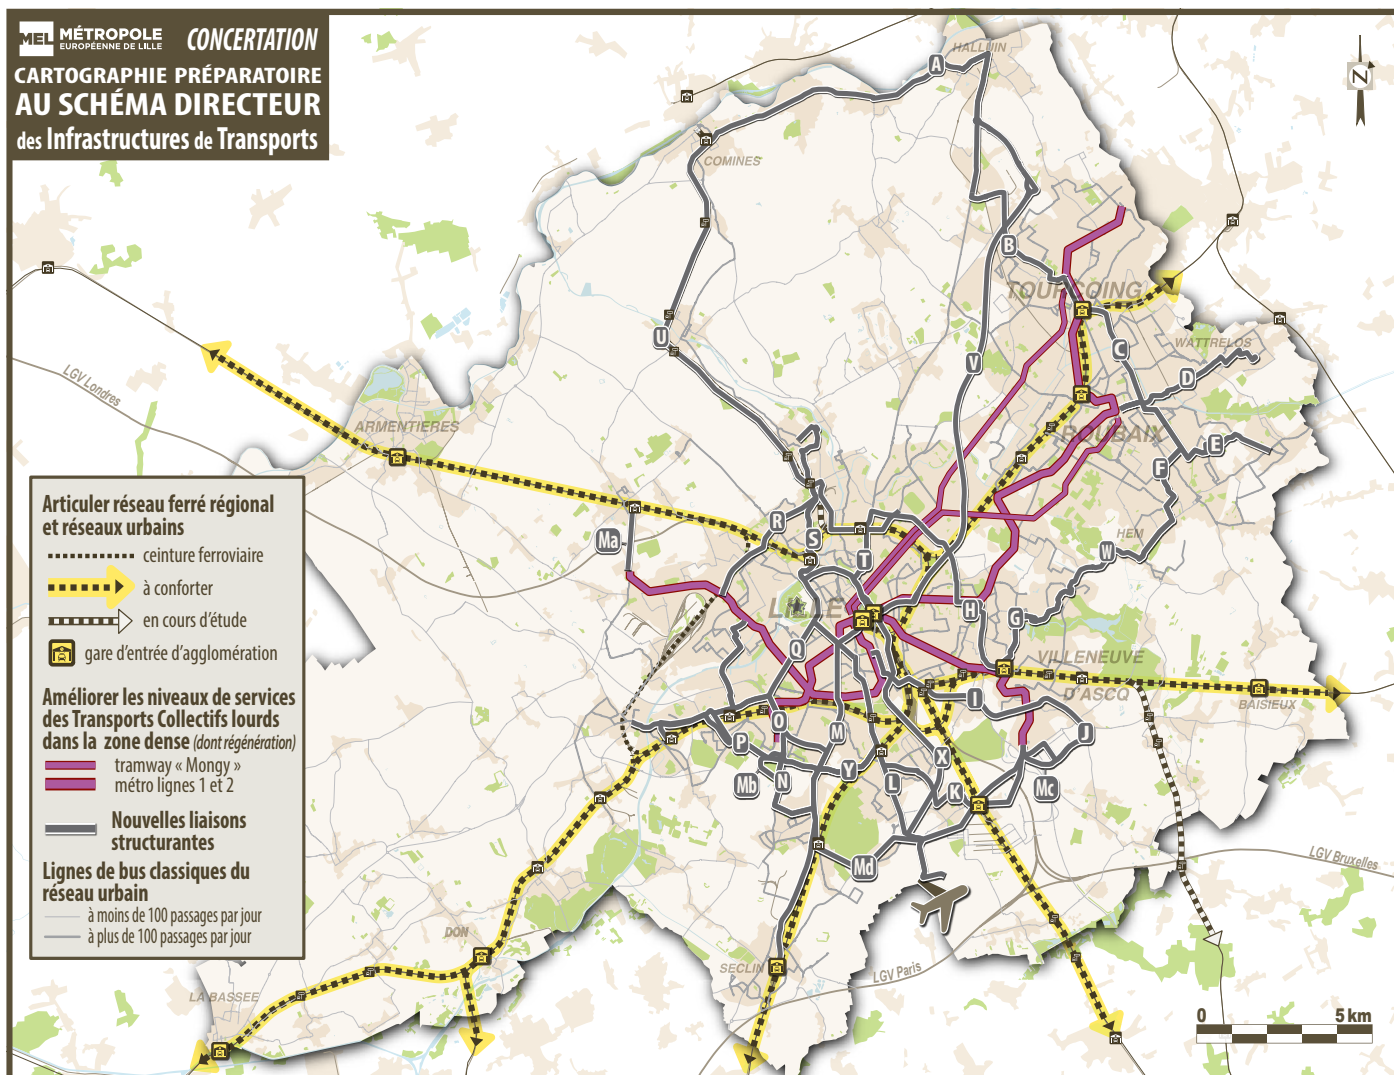 MEL MÉTROPOLE
EUROPÉENNE DE LILLE
CONCERTATION
CARTOGRAPHIE PRÉPARATOIRE
AU SCHÉMA DIRECTEUR
des Infrastructures de Transports
N
HALLUIN
A
COMINES
B
TOURCOING
U
V
C
WATTRELOS
D
LGV Londres
ARMENTIERES
ROUBAIX
E
F
R
Ma
S
T
HEM
W
LILLE
H
G
Q
VILLENEUVE
D'ASCQ
I
BAISIEUX
O
M
J
P
X
Mb
N
Y
L
K
Mc
Md
LGV Bruxelles
DON
SECLIN
LGV Paris
LA BASSEE
Articuler réseau ferré régional
et réseaux urbains
ceinture ferroviaire
à conforter
en cours d'étude
gare d'entrée d'agglomération
Améliorer les niveaux de services
des Transports Collectifs lourds
dans la zone dense (dont régénération)
tramway « Mongy »
métro lignes 1 et 2
Nouvelles liaisons
structurantes
Lignes de bus classiques du
réseau urbain
à moins de 100 passages par jour
à plus de 100 passages par jour
0 5 km